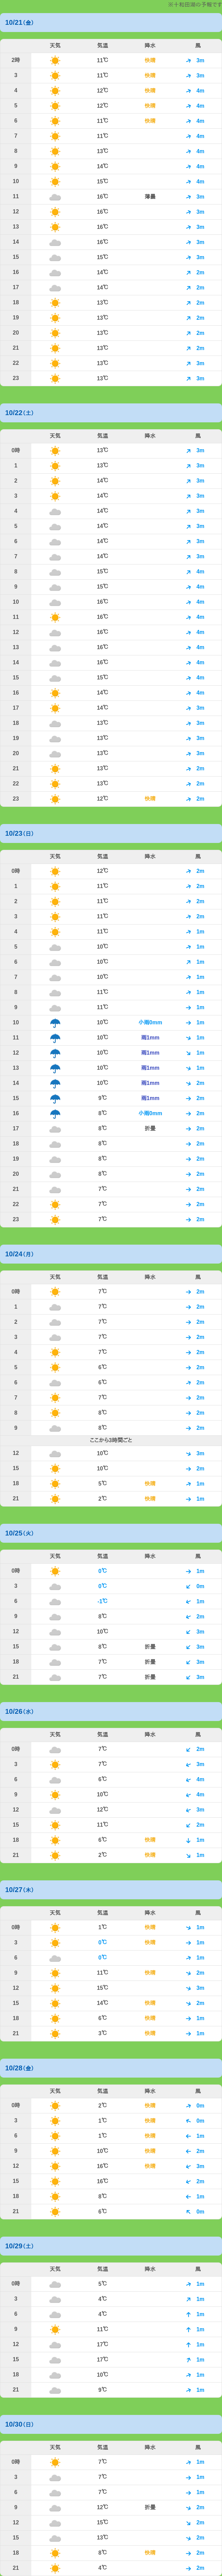 ※十和田湖の予報です
10/21(金)
天気 気温 降水 風
2時 11℃ 快晴 3m
3 11℃ 快晴 3m
4 12℃ 快晴 4m
5 12℃ 快晴 4m
6 11℃ 快晴 4m
7 11℃ 4m
8 13℃ 4m
9 14℃ 4m
10 15℃ 4m
11 16℃ 薄曇 3m
12 16℃ 3m
13 16℃ 3m
14 16℃ 3m
15 15℃ 3m
16 14℃ 2m
17 14℃ 2m
18 13℃ 2m
19 13℃ 2m
20 13℃ 2m
21 13℃ 2m
22 13℃ 3m
23 13℃ 3m
10/22(土)
天気 気温 降水 風
0時 13℃ 3m
1 13℃ 3m
2 14℃ 3m
3 14℃ 3m
4 14℃ 3m
5 14℃ 3m
6 14℃ 3m
7 14℃ 3m
8 15℃ 4m
9 15℃ 4m
10 16℃ 4m
11 16℃ 4m
12 16℃ 4m
13 16℃ 4m
14 16℃ 4m
15 15℃ 4m
16 14℃ 4m
17 14℃ 3m
18 13℃ 3m
19 13℃ 3m
20 13℃ 3m
21 13℃ 2m
22 13℃ 2m
23 12℃ 快晴 2m
10/23(日)
天気 気温 降水 風
0時 12℃ 2m
1 11℃ 2m
2 11℃ 2m
3 11℃ 2m
4 11℃ 1m
5 10℃ 1m
6 10℃ 1m
7 10℃ 1m
8 11℃ 1m
9 11℃ 1m
10 10℃ 小雨0mm 1m
11 10℃ 雨1mm 1m
12 10℃ 雨1mm 1m
13 10℃ 雨1mm 1m
14 10℃ 雨1mm 2m
15 9℃ 雨1mm 2m
16 8℃ 小雨0mm 2m
17 8℃ 折曇 2m
18 8℃ 2m
19 8℃ 2m
20 8℃ 2m
21 7℃ 2m
22 7℃ 2m
23 7℃ 2m
10/24(月)
天気 気温 降水 風
0時 7℃ 2m
1 7℃ 2m
2 7℃ 2m
3 7℃ 2m
4 7℃ 2m
5 6℃ 2m
6 6℃ 2m
7 7℃ 2m
8 8℃ 2m
9 8℃ 2m
ここから3時間ごと
12 10℃ 3m
15 10℃ 2m
18 5℃ 快晴 1m
21 2℃ 快晴 1m
10/25(火)
天気 気温 降水 風
0時 0℃ 1m
3 0℃ 0m
6 -1℃ 1m
9 8℃ 2m
12 10℃ 3m
15 8℃ 折曇 3m
18 7℃ 折曇 3m
21 7℃ 折曇 3m
10/26(水)
天気 気温 降水 風
0時 7℃ 2m
3 7℃ 3m
6 6℃ 4m
9 10℃ 4m
12 12℃ 3m
15 11℃ 2m
18 6℃ 快晴 1m
21 2℃ 快晴 1m
10/27(木)
天気 気温 降水 風
0時 1℃ 快晴 1m
3 0℃ 快晴 1m
6 0℃ 1m
9 11℃ 快晴 2m
12 15℃ 3m
15 14℃ 快晴 2m
18 6℃ 快晴 1m
21 3℃ 快晴 1m
10/28(金)
天気 気温 降水 風
0時 2℃ 快晴 0m
3 1℃ 快晴 0m
6 1℃ 快晴 1m
9 10℃ 快晴 2m
12 16℃ 快晴 3m
15 16℃ 2m
18 8℃ 1m
21 6℃ 0m
10/29(土)
天気 気温 降水 風
0時 5℃ 1m
3 4℃ 1m
6 4℃ 1m
9 11℃ 1m
12 17℃ 1m
15 17℃ 1m
18 10℃ 1m
21 9℃ 1m
10/30(日)
天気 気温 降水 風
0時 7℃ 1m
3 7℃ 1m
6 7℃ 1m
9 12℃ 折曇 2m
12 15℃ 2m
15 13℃ 2m
18 8℃ 快晴 2m
21 4℃ 2m